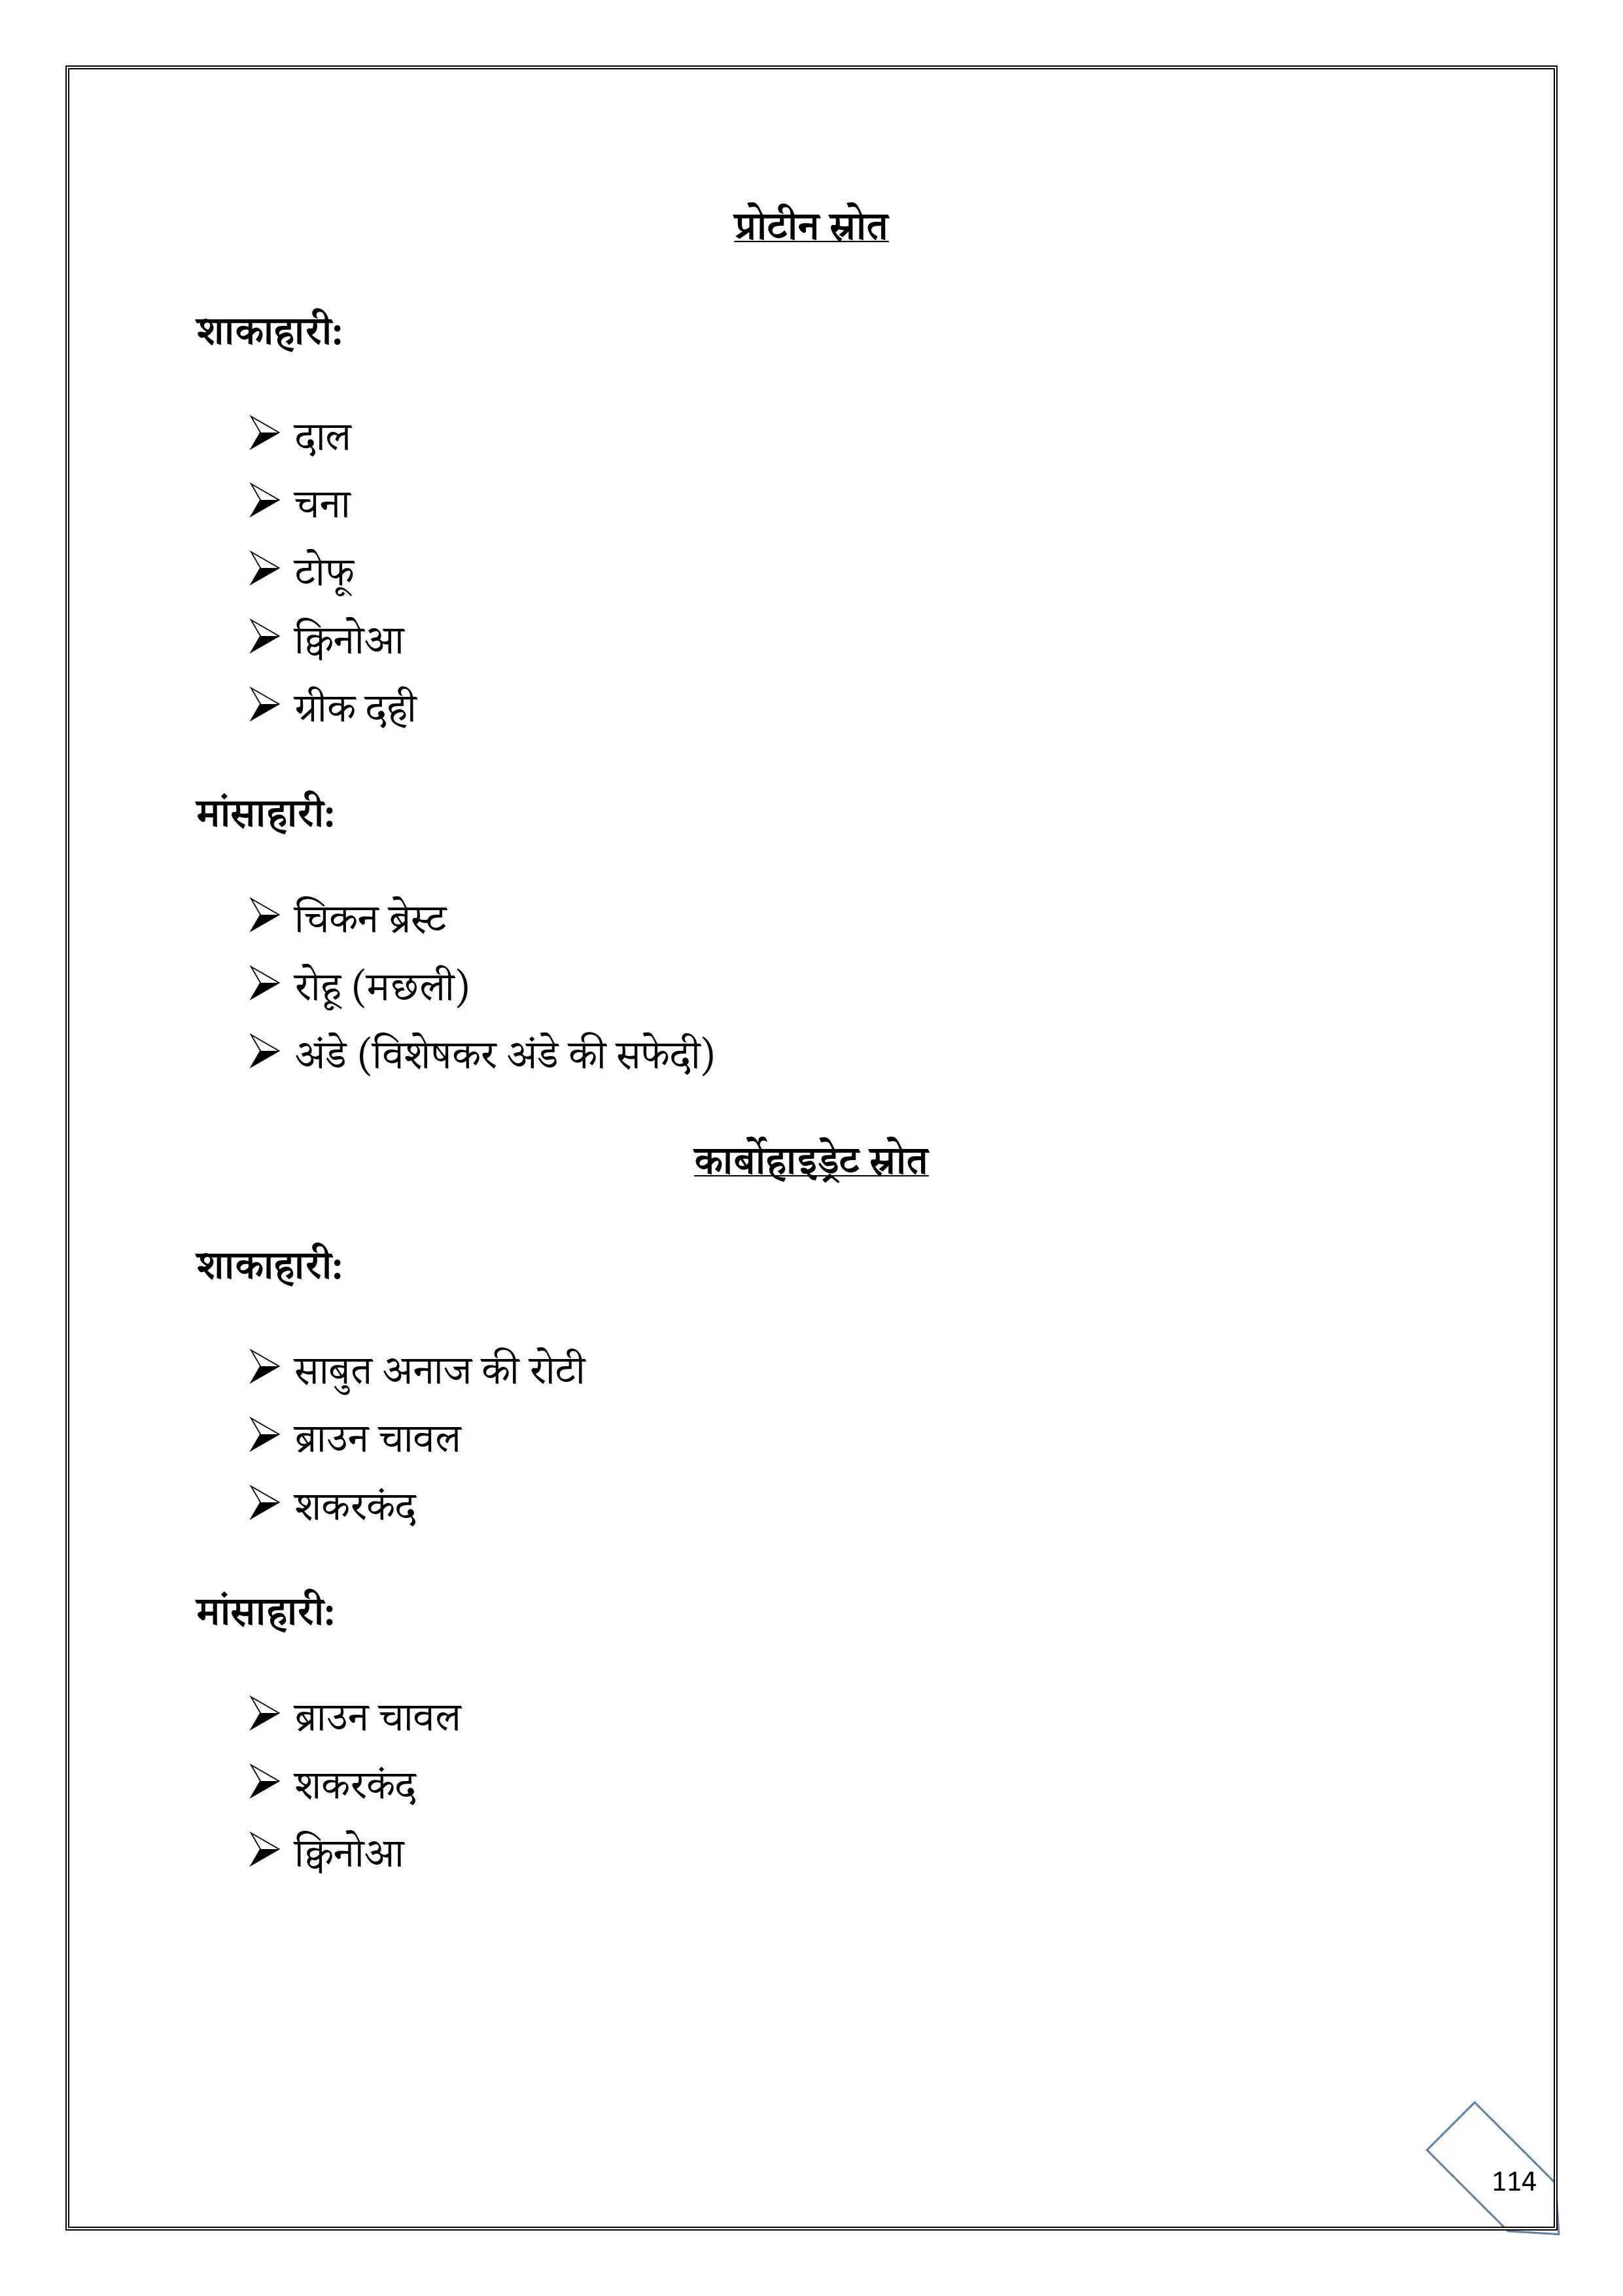 प्रोटीन स्रोत
शाकाहारी:
➢ दाल
➢ चना
➢ टोफू
➢ क्विनोआ
➢ ग्रीक दही
मांसाहारी:
➢ चिकन ब्रेस्ट
➢ रोहू (मछली)
➢ अंडे (विशेषकर अंडे की सफेदी)
कार्बोहाइड्रेट स्रोत
शाकाहारी:
➢ साबुत अनाज की रोटी
➢ ब्राउन चावल
➢ शकरकंद
मांसाहारी:
➢ ब्राउन चावल
➢ शकरकंद
➢ क्विनोआ
114